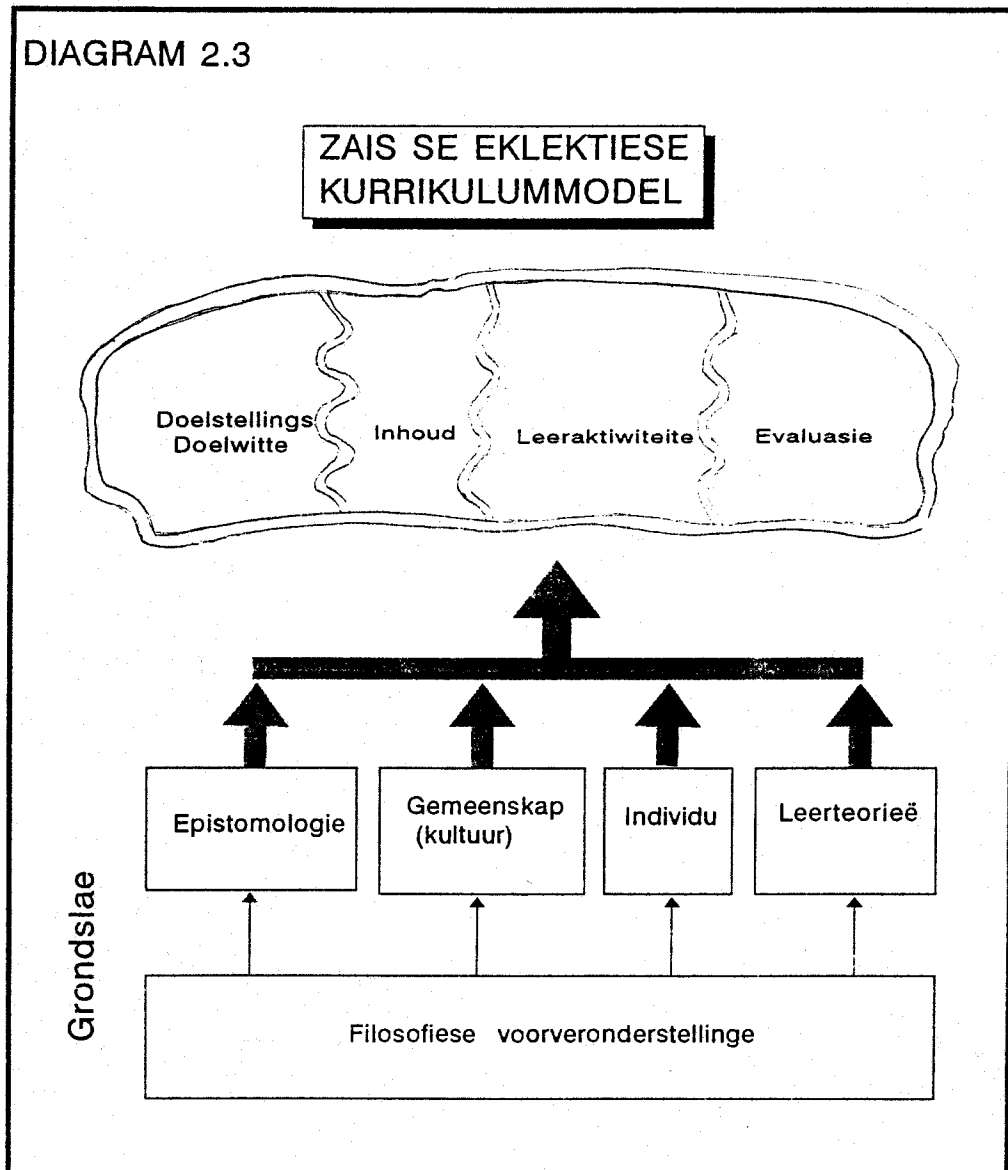 DIAGRAM 2.3
ZAIS SE EKLEKTIESE
KURRIKULUMMODEL
Doelstellings
Doelwitte
Inhoud
Leeraktiwiteite
Evaluasie
Epistomologie
Gemeenskap
(kultuur)
Individu
Leerteorieë
Grondslae
Filosofiese voorveronderstellinge